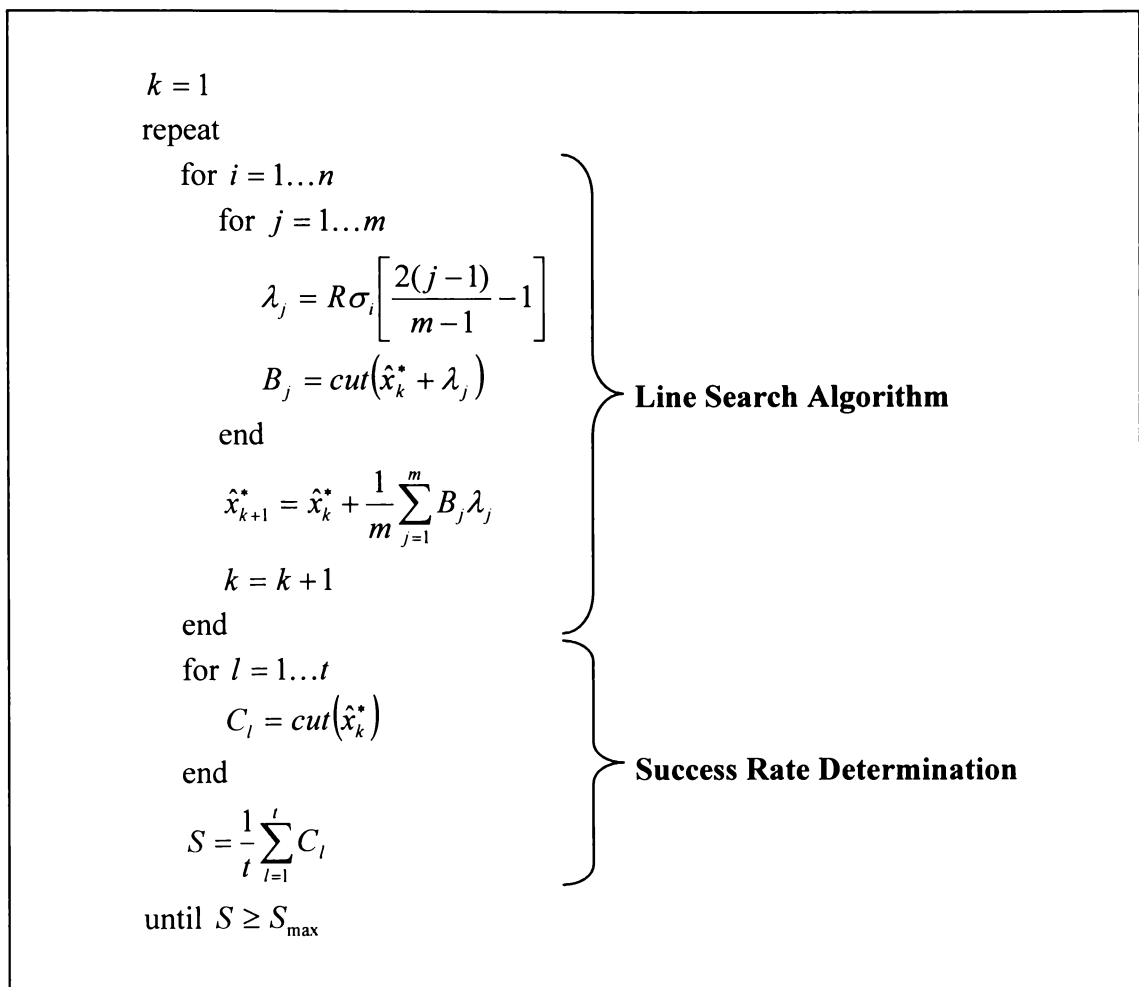 k = 1
repeat
for i = 1…n
for j = 1…m
λ_j = Rσ_i[2(j−1)/(m−1) −1]
B_j = cut(x̂*_k + λ_j)
Line Search Algorithm
end
x̂*_{k+1} = x̂*_k + 1/m ∑_{j=1}^{m} B_j λ_j
k = k + 1
end
for l = 1…t
C_l = cut(x̂*_k)
end
Success Rate Determination
S = 1/t ∑_{l=1}^{t} C_l
until S ≥ S_max